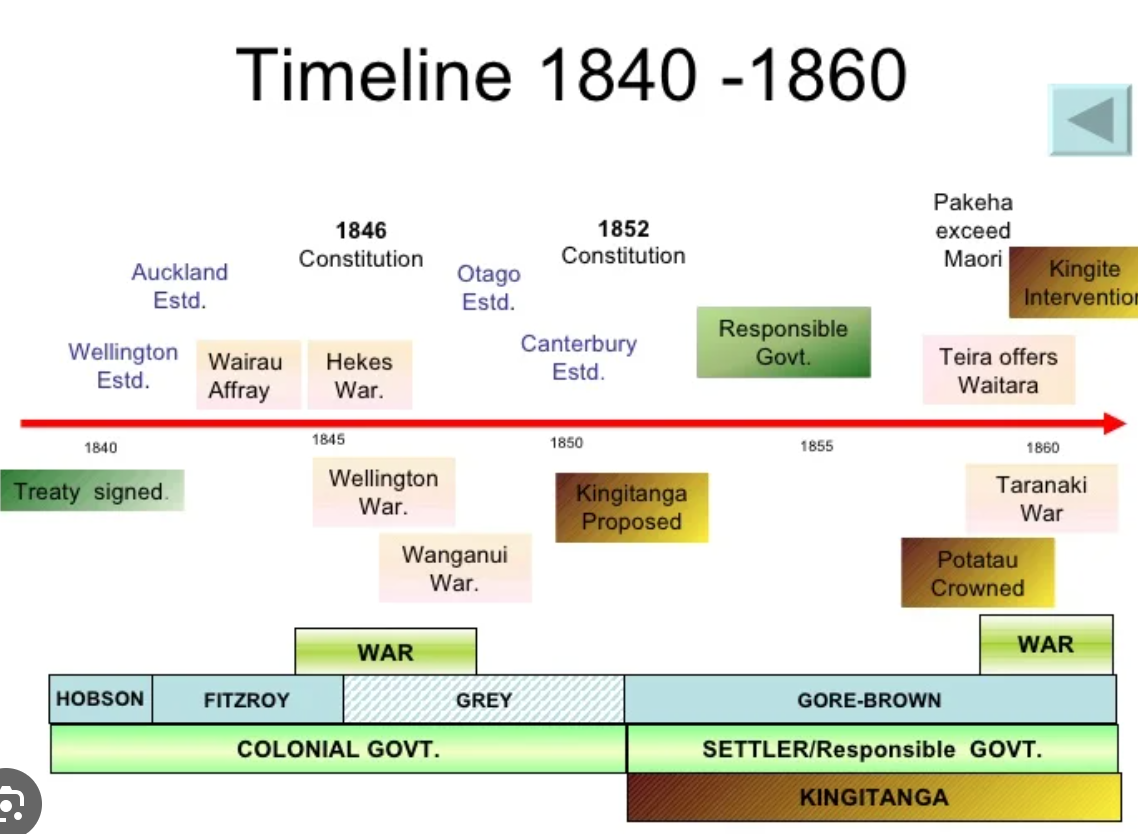 Timeline 1840 -1860
Pakeha
exceed
Maori
1846
Constitution
1852
Constitution
Auckland
Estd.
Otago
Estd.
Kingite
Intervention
Wellington
Estd.
Wairau
Affray
Hekes
War.
Canterbury
Estd.
Responsible
Govt.
Teira offers
Waitara
1840
1845
1850
1855
1860
Treaty signed.
Wellington
War.
Kingitanga
Proposed
Taranaki
War
Wanganui
War.
Potatau
Crowned
WAR
WAR
HOBSON
FITZROY
GREY
GORE-BROWN
COLONIAL GOVT.
SETTLER/Responsible GOVT.
KINGITANGA